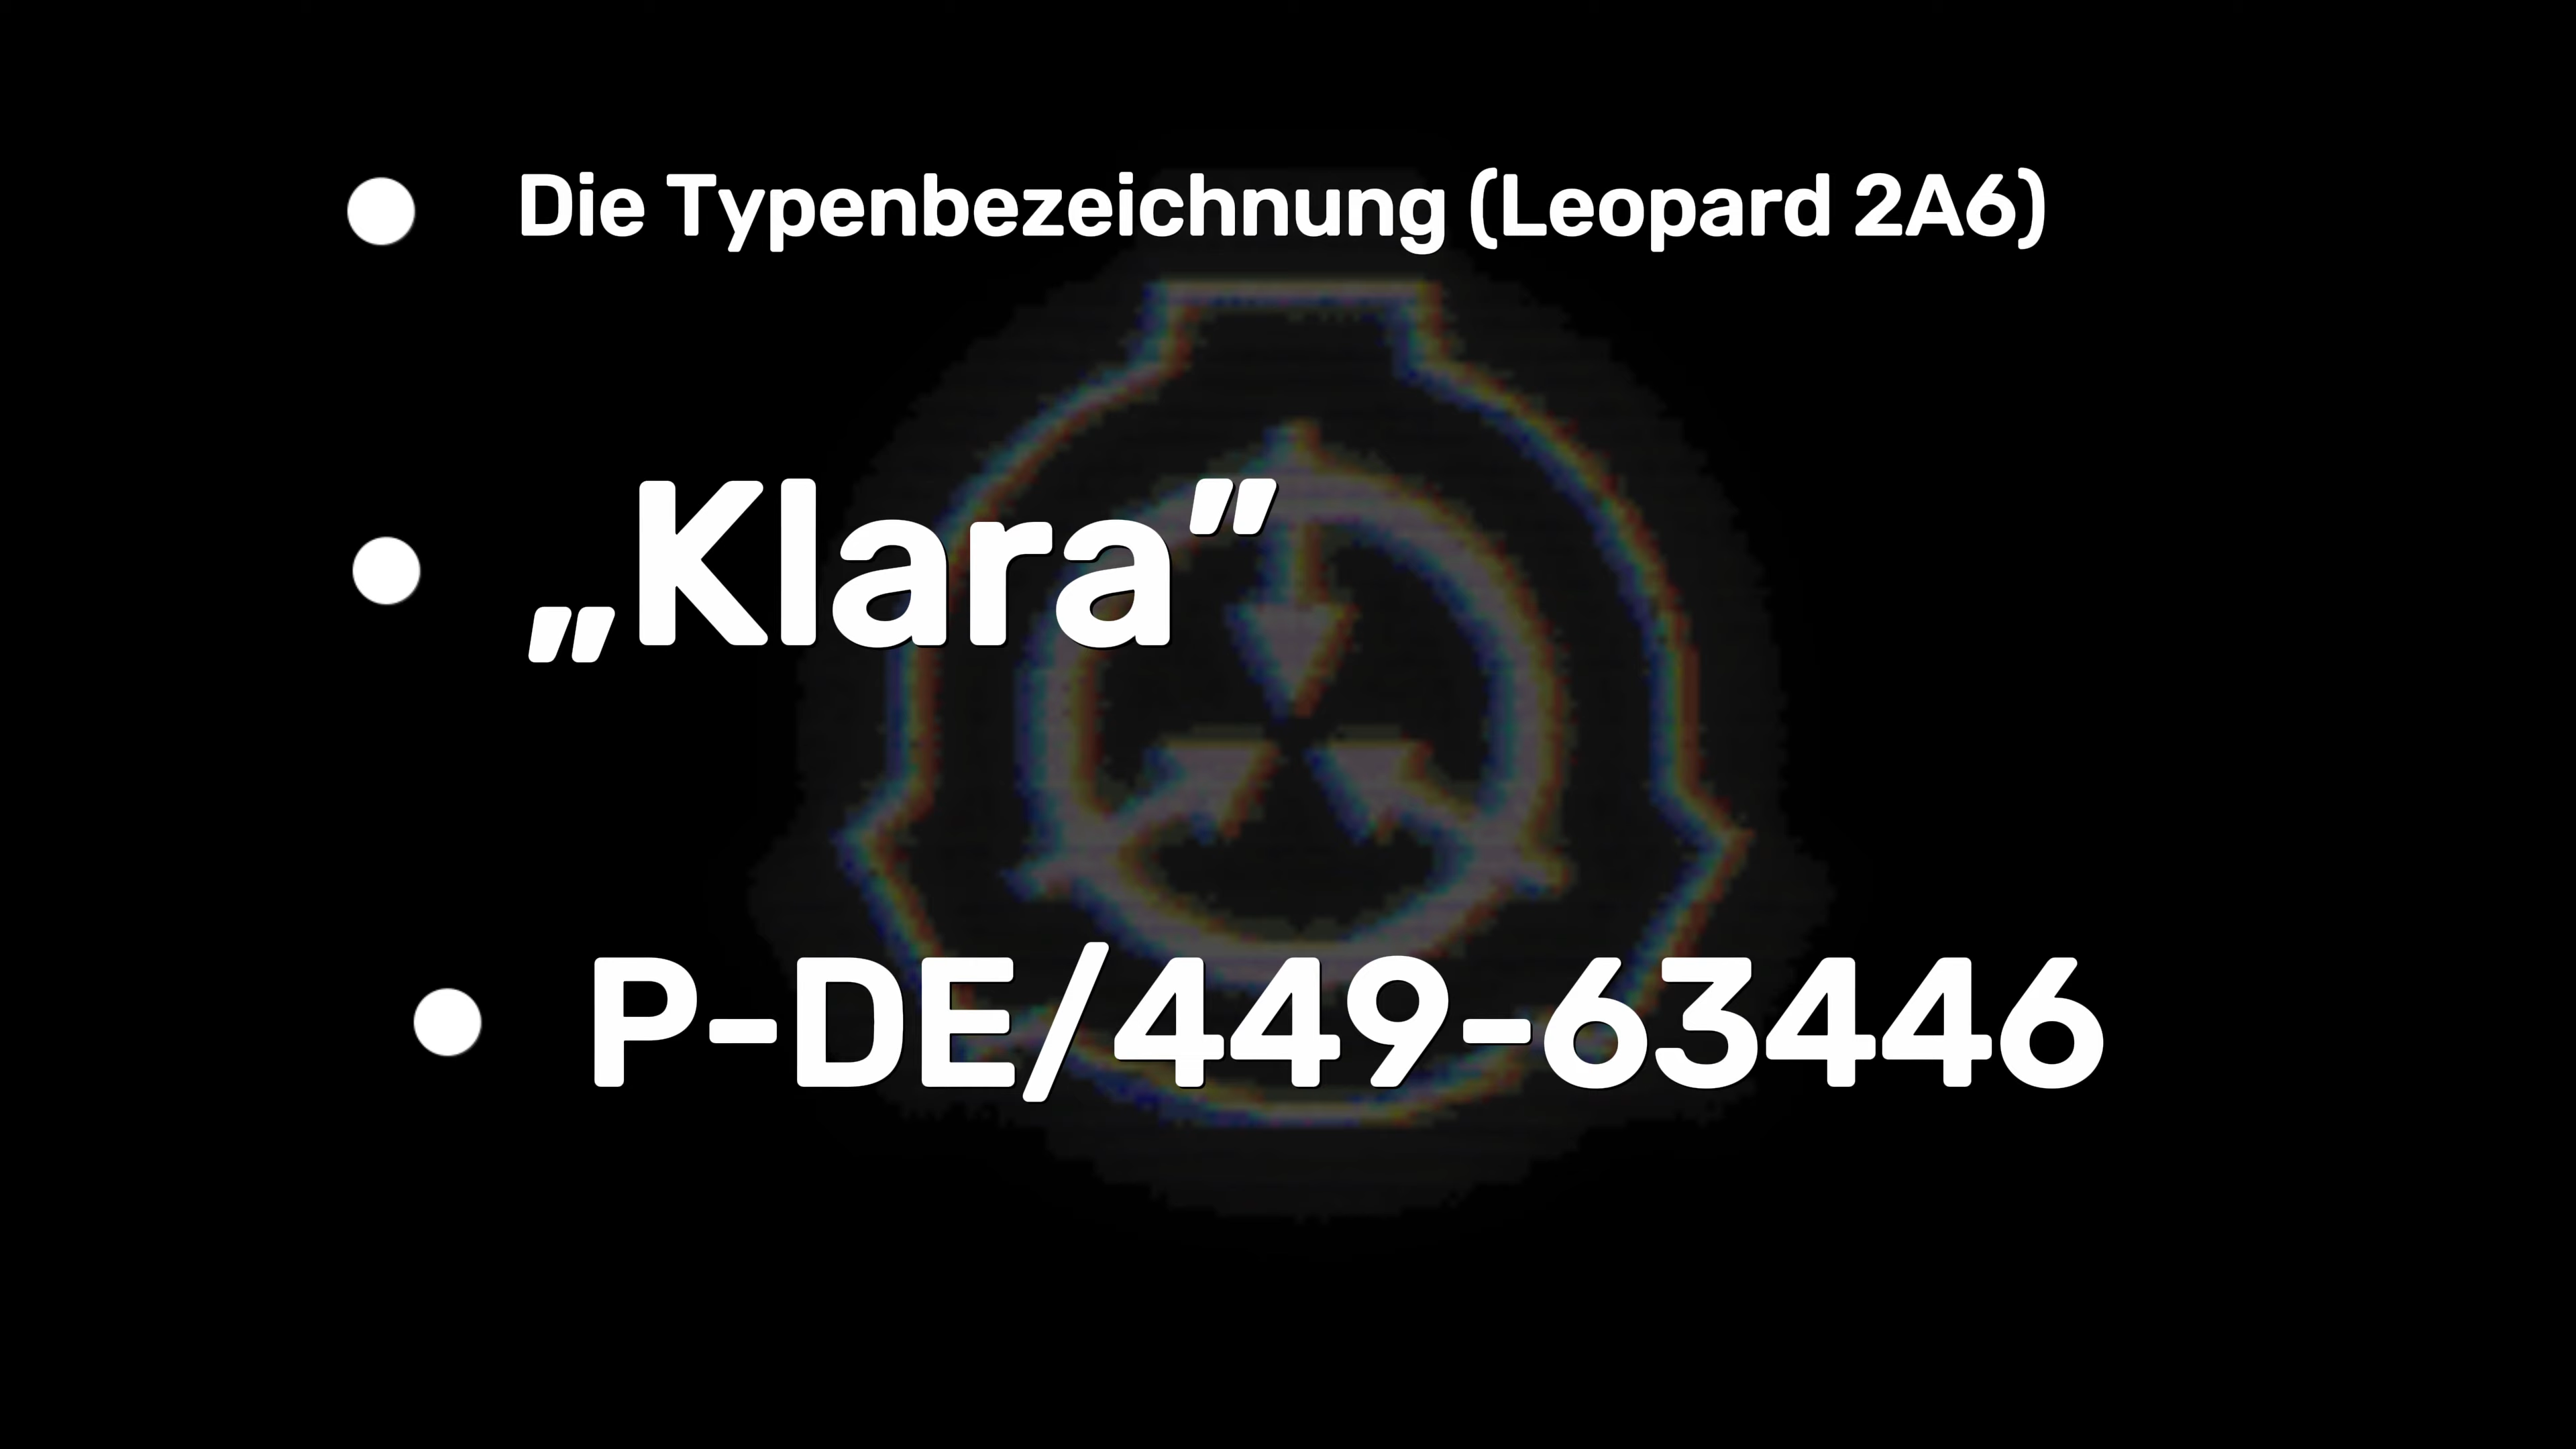 • Die Typenbezeichnung (Leopard 2A6)
• „Klara”
• P-DE/449-63446